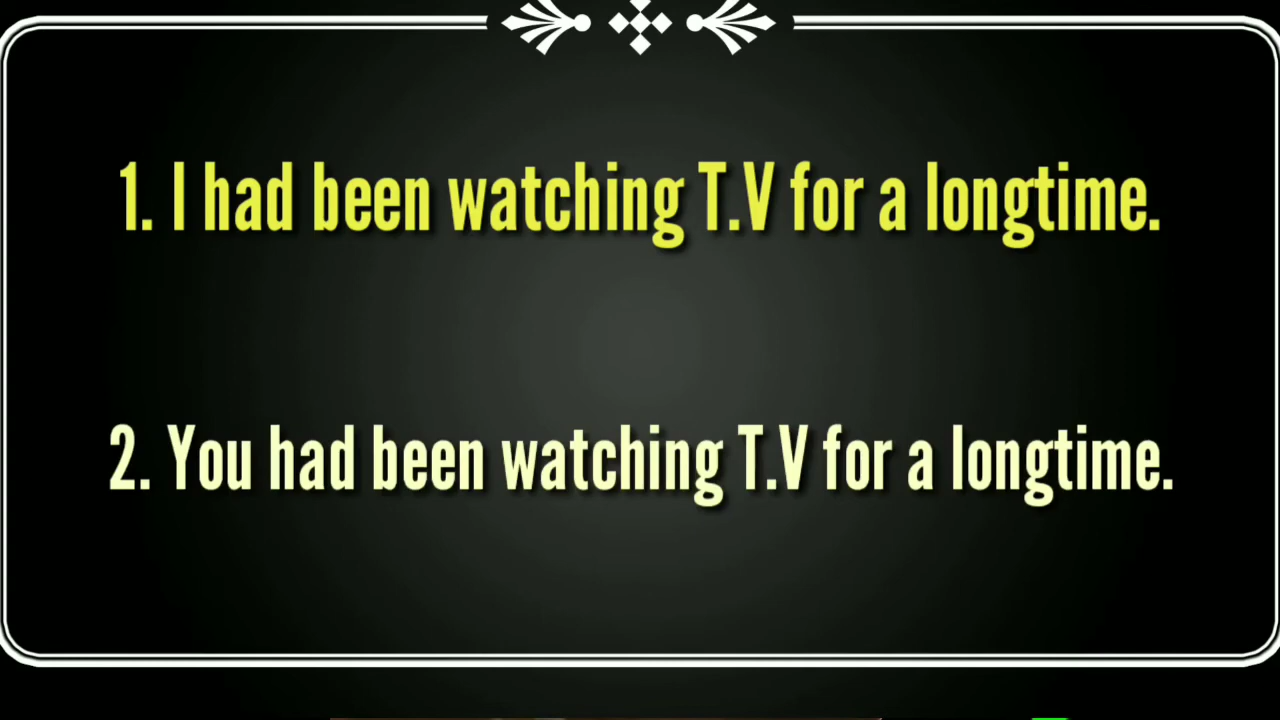 1. I had been watching T.V for a longtime.
2. You had been watching T.V for a longtime.